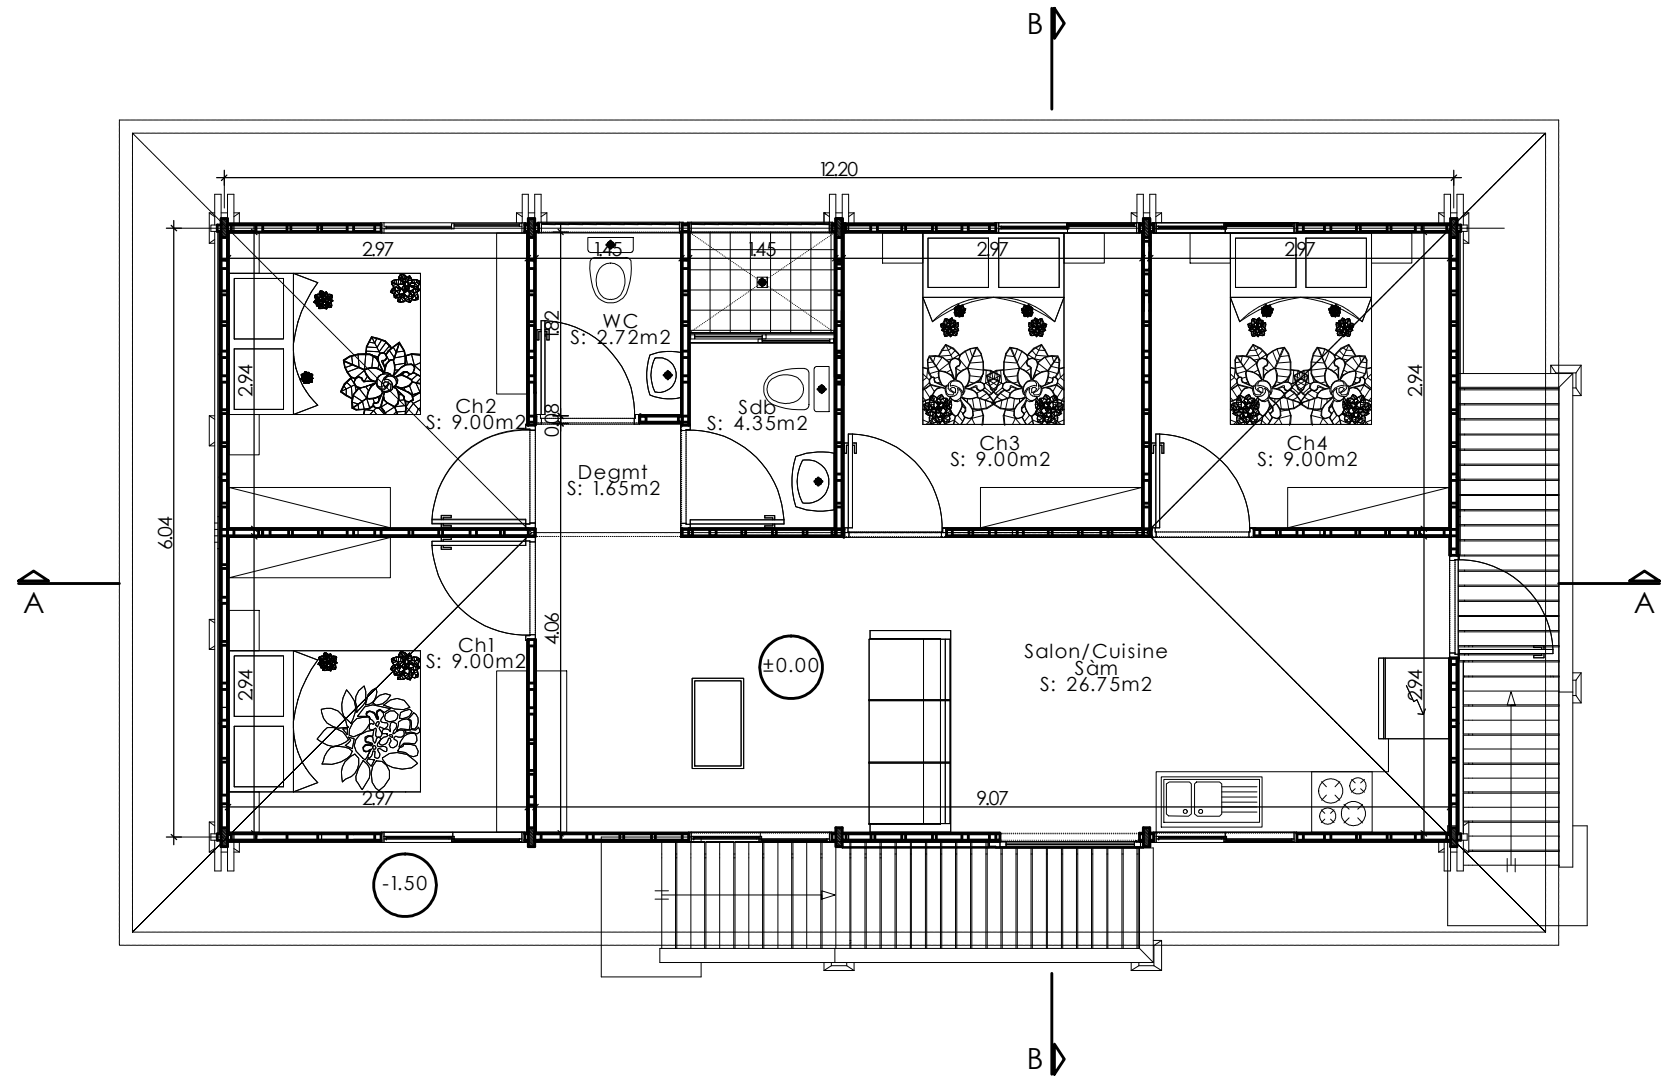 B
12.20
2.97
1.45
1.45
2.97
2.97
1.82
WC
S: 2.72m2
2.94
2.94
Ch2
S: 9.00m2
0.08
Sdb
S: 4.35m2
Ch3
S: 9.00m2
Ch4
S: 9.00m2
Degmt
S: 1.65m2
6.04
A
A
4.06
Ch1
S: 9.00m2
±0.00
Salon/Cuisine
Sàm
S: 26.75m2
2.94
2.94
2.97
9.07
-1.50
B